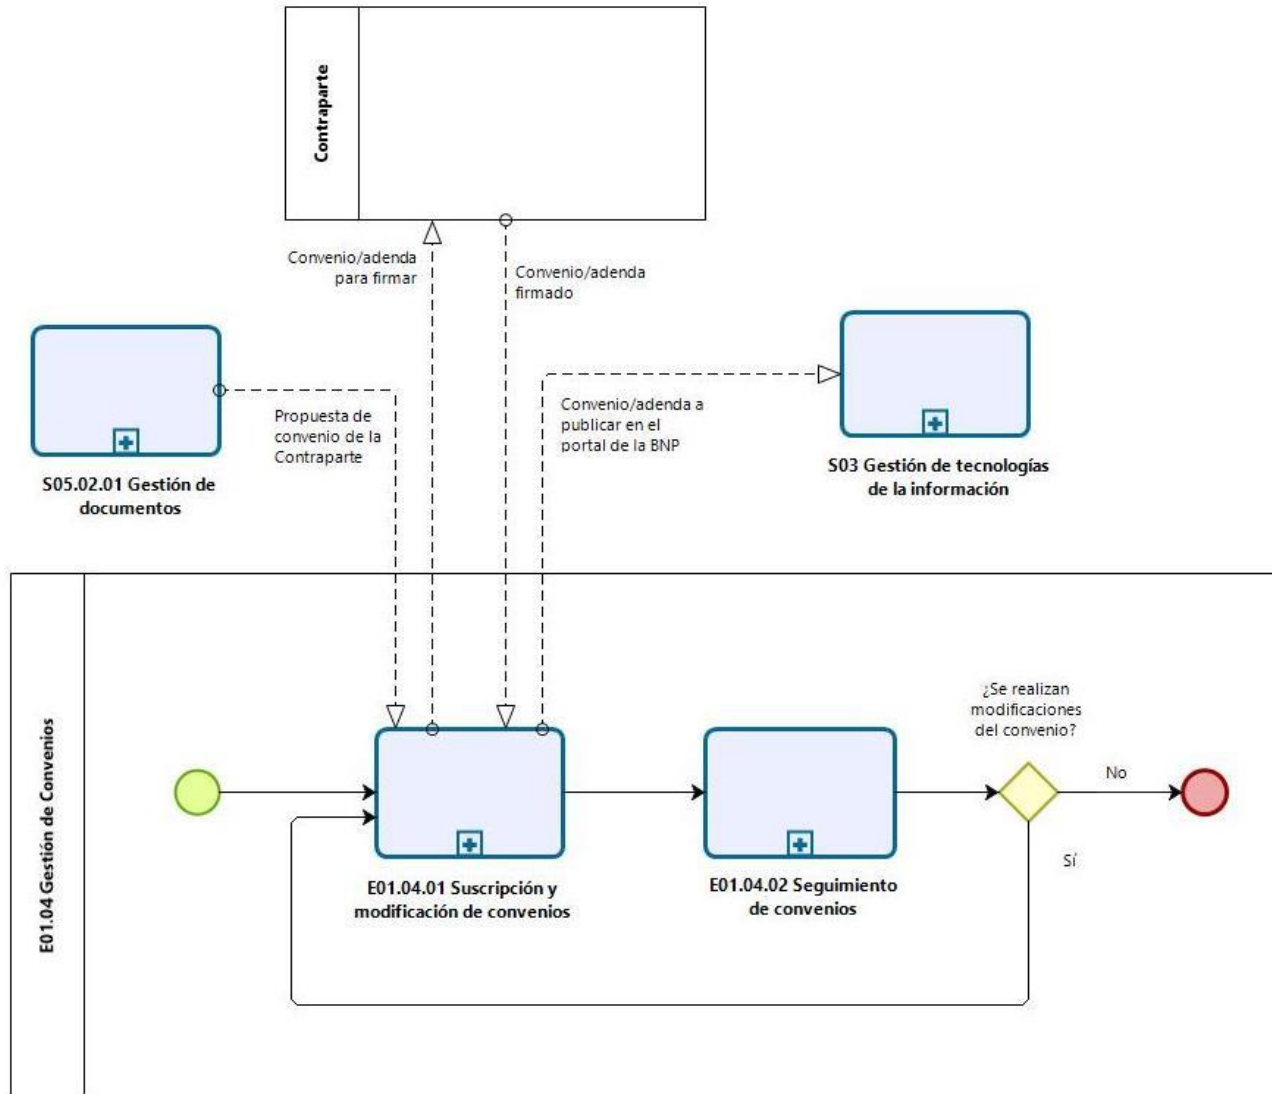 Contraparte
Convenio/adenda
para firmar
Convenio/adenda
firmado
Propuesta de
convenio de la
Contraparte
Convenio/adenda a
publicar en el
portal de la BNP
S05.02.01 Gestión de
documentos
S03 Gestión de tecnologías
de la información
E01.04 Gestión de Convenios
¿Se realizan
modificaciones
del convenio?
No
Sí
E01.04.01 Suscripción y
modificación de convenios
E01.04.02 Seguimiento
de convenios